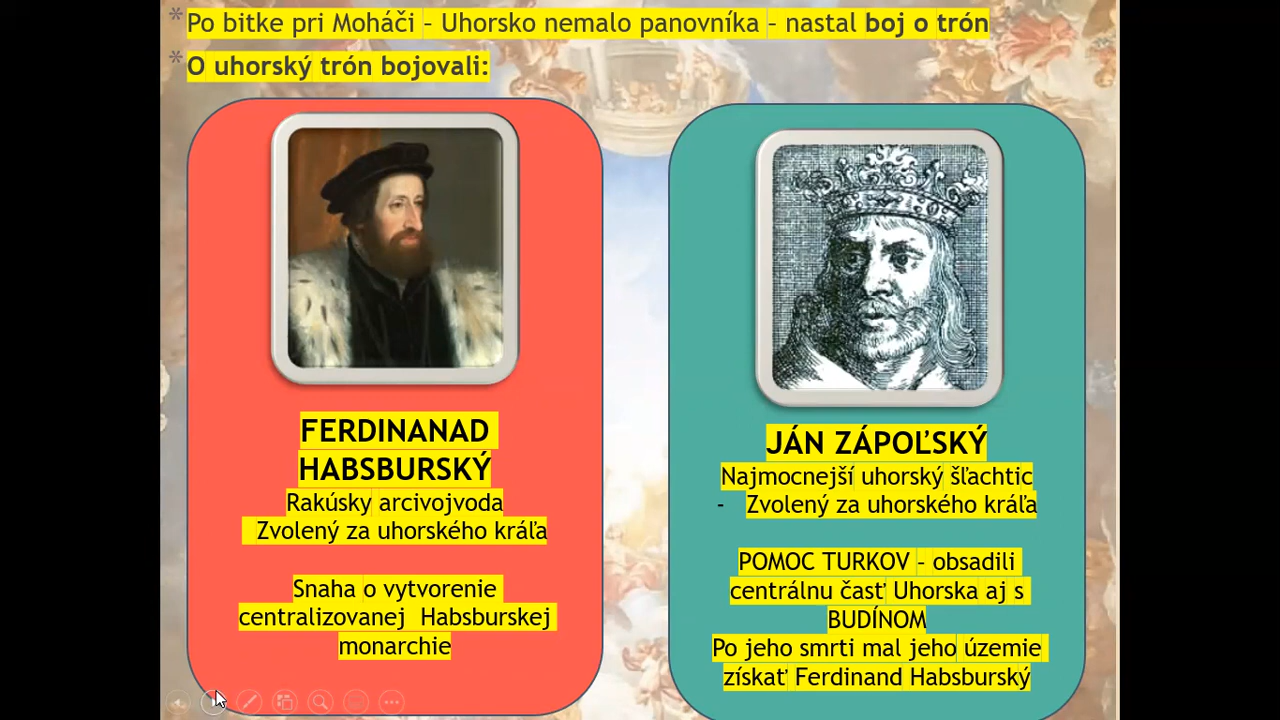 * Po bitke pri Moháči – Uhorsko nemalo panovníka – nastal boj o trón
* O uhorský trón bojovali:
FERDINANAD
HABSBURSKÝ
Rakúsky arcivojvoda
Zvolený za uhorského kráľa
Snaha o vytvorenie
centralizovanej Habsburskej
monarchie
JÁN ZÁPOĽSKÝ
Najmocnejší uhorský šľachtic
- Zvolený za uhorského kráľa
POMOC TURKOV – obsadili
centrálnu časť Uhorska aj s
BUDÍNOM
Po jeho smrti mal jeho územie
získať Ferdinand Habsburský